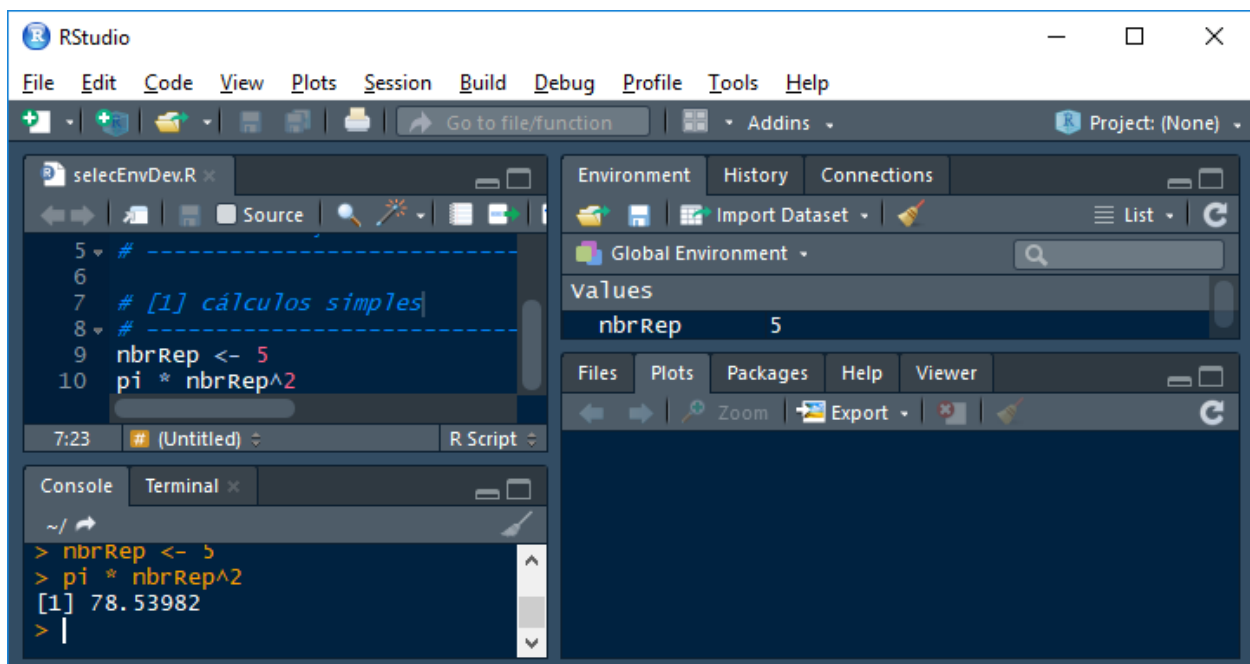 RStudio
File Edit Code View Plots Session Build Debug Profile Tools Help
Go to file/function Addins Project: (None)
selecEnvDev.R
Source
5 # ----------------------------
6
7 # [1] cálculos simples
8 # ----------------------------
9 nbrRep <- 5
10 pi * nbrRep^2
7:23 # (Untitled) R Script
Console Terminal
~/
> nbrRep <- 5
> pi * nbrRep^2
[1] 78.53982
>
Environment History Connections
Import Dataset List
Global Environment
Values
nbrRep 5
Files Plots Packages Help Viewer
Zoom Export